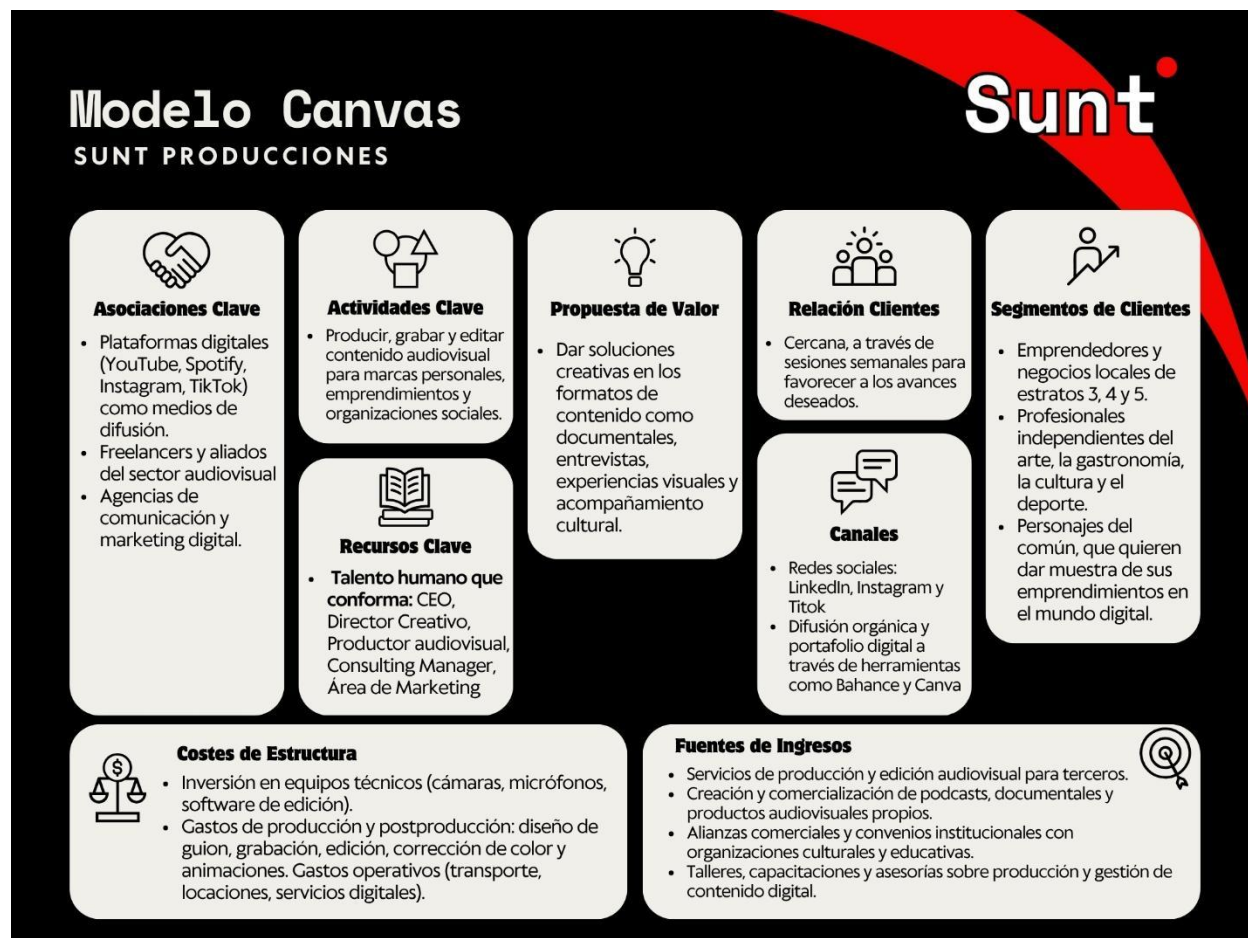 Modelo Canvas
SUNT PRODUCCIONES
Sunt
Asociaciones Clave
• Plataformas digitales
(YouTube, Spotify,
Instagram, TikTok)
como medios de
difusión.
• Freelancers y aliados
del sector audiovisual
• Agencias de
comunicación y
marketing digital.
Actividades Clave
• Producir, grabar y editar
contenido audiovisual
para marcas personales,
emprendimientos y
organizaciones sociales.
Recursos Clave
• Talento humano que
conforma: CEO,
Director Creativo,
Productor audiovisual,
Consulting Manager,
Área de Marketing
Propuesta de Valor
• Dar soluciones
creativas en los
formatos de
contenido como
documentales,
entrevistas,
experiencias visuales y
acompañamiento
cultural.
Relación Clientes
• Cercana, a través de
sesiones semanales para
favorecer a los avances
deseados.
Canales
• Redes sociales:
LinkedIn, Instagram y
Titok
• Difusión orgánica y
portafolio digital a
través de herramientas
como Bahance y Canva
Segmentos de Clientes
• Emprendedores y
negocios locales de
estratos 3, 4 y 5.
• Profesionales
independientes del
arte, la gastronomía,
la cultura y el
deporte.
• Personajes del
común, que quieren
dar muestra de sus
emprendimientos en
el mundo digital.
$
Costes de Estructura
• Inversión en equipos técnicos (cámaras, micrófonos,
software de edición).
• Gastos de producción y postproducción: diseño de
guion, grabación, edición, corrección de color y
animaciones. Gastos operativos (transporte,
locaciones, servicios digitales).
Fuentes de Ingresos
• Servicios de producción y edición audiovisual para terceros.
• Creación y comercialización de podcasts, documentales y
productos audiovisuales propios.
• Alianzas comerciales y convenios institucionales con
organizaciones culturales y educativas.
• Talleres, capacitaciones y asesorías sobre producción y gestión de
contenido digital.